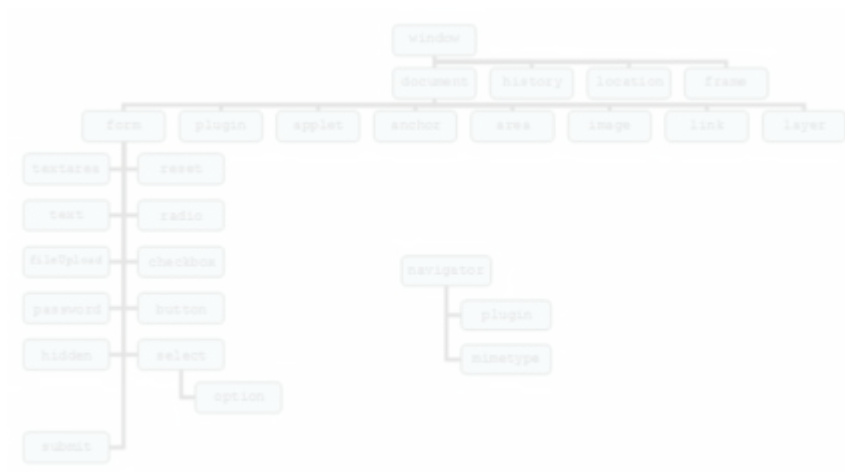 window
document history location frame
form plugin applet anchor area image link layer
textarea reset
text radio
fileUpload checkbox
navigator
password button
plugin
hidden select
mimetype
option
submit